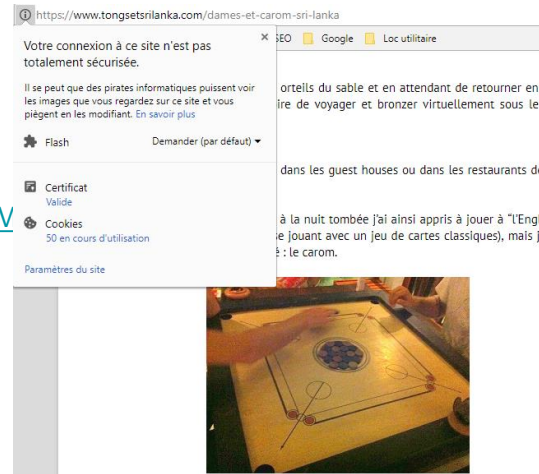 https://www.tongsetsrilanka.com/dames-et-carom-sri-lanka
SEO Google Loc utilitaire
Votre connexion à ce site n'est pas
totalement sécurisée.
Il se peut que des pirates informatiques puissent voir
les images que vous regardez sur ce site et vous
piègent en les modifiant. En savoir plus
Flash Demander (par défaut)
Certificat
Valide
Cookies
50 en cours d'utilisation
Paramètres du site
V
orteils du sable et en attendant de retourner en
ire de voyager et bronzer virtuellement sous le
dans les guest houses ou dans les restaurants de
à la nuit tombée j'ai ainsi appris à jouer à "l'Engl
se jouant avec un jeu de cartes classiques), mais j
: le carom.